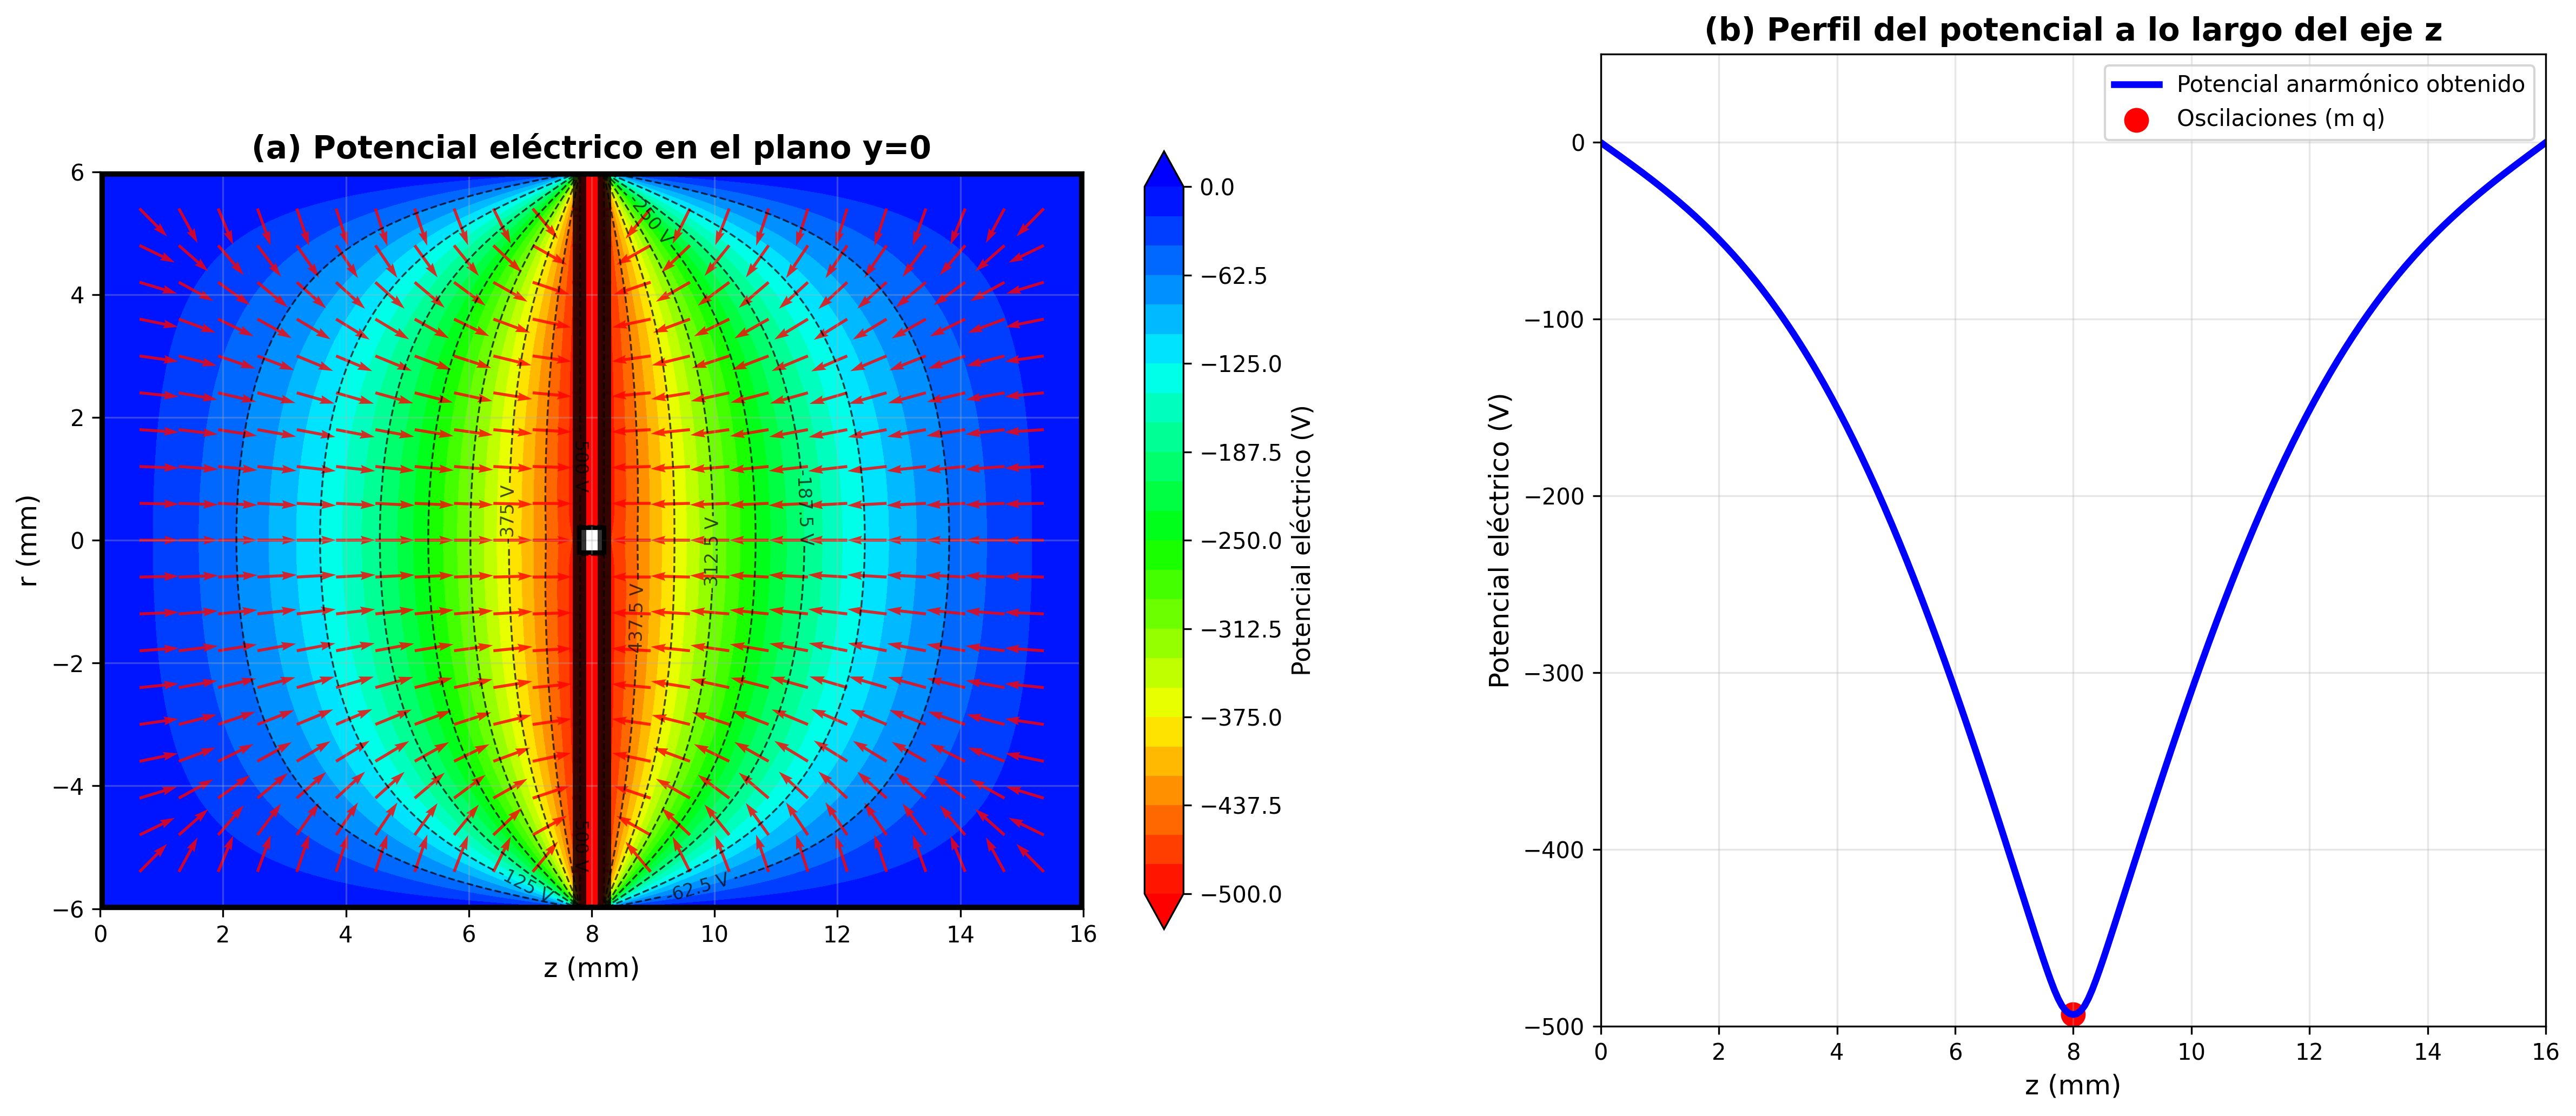 (a) Potencial eléctrico en el plano y=0
6
4
2
0
−2
−4
−6
r (mm)
0 2 4 6 8 10 12 14 16
z (mm)
250 V
500 V
375 V
187.5 V
312.5 V
437.5 V
500 V
125 V
62.5 V
0.0
−62.5
−125.0
−187.5
−250.0
−312.5
−375.0
−437.5
−500.0
Potencial eléctrico (V)
(b) Perfil del potencial a lo largo del eje z
Potencial anarmónico obtenido
Oscilaciones (m q)
0
−100
−200
−300
−400
−500
Potencial eléctrico (V)
0 2 4 6 8 10 12 14 16
z (mm)